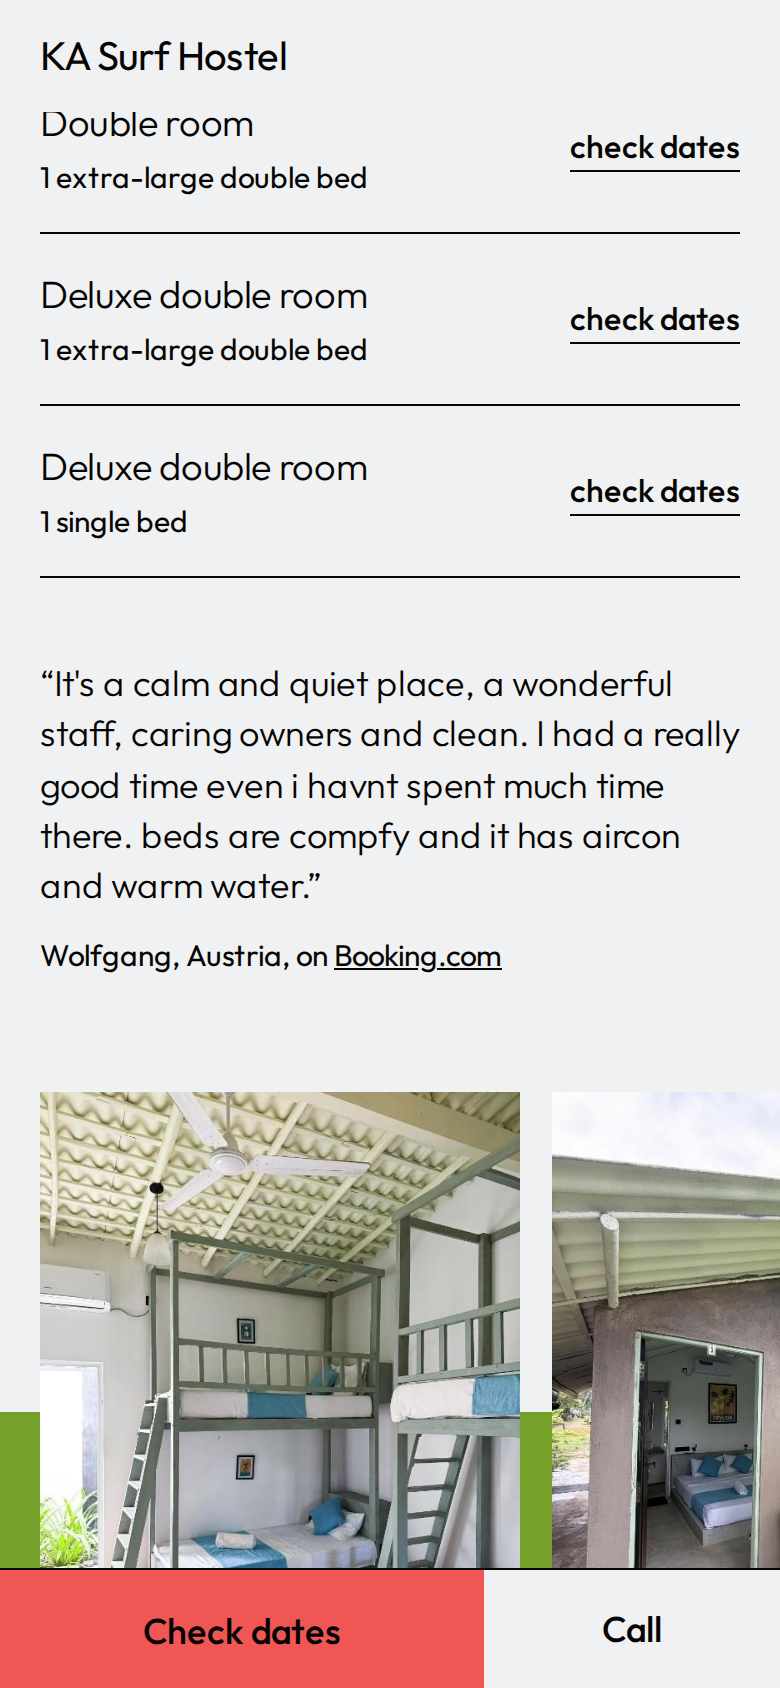 KA Surf Hostel
Double room
check dates
1 extra-large double bed
Deluxe double room
check dates
1 extra-large double bed
Deluxe double room
check dates
1 single bed
“It's a calm and quiet place, a wonderful
staff, caring owners and clean. I had a really
good time even i havnt spent much time
there. beds are compfy and it has aircon
and warm water.”
Wolfgang, Austria, on Booking.com
Check dates
Call